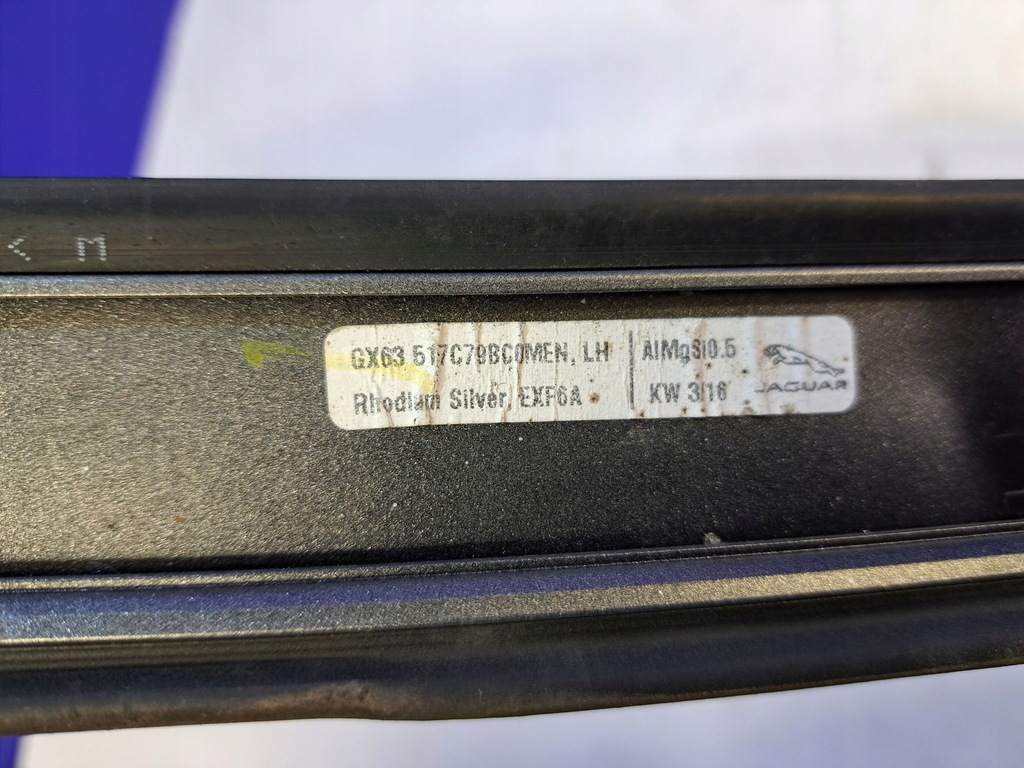 < M
GX63 517C79BC0MEN, LH
Rhodium Silver, EXF6A
AlMgSi0.5
KW 3/16
JAGUAR